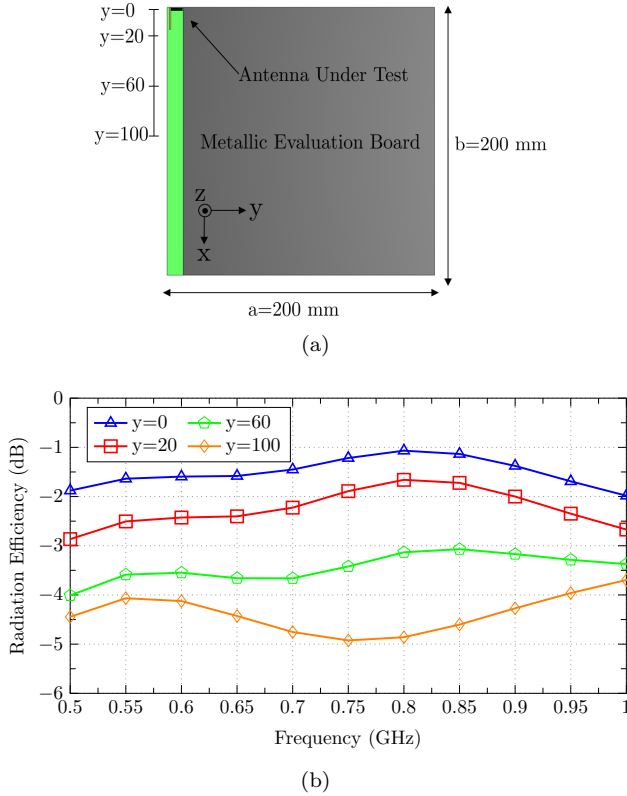 y=0
y=20
Antenna Under Test
y=60
y=100
Metallic Evaluation Board
b=200 mm
z
y
x
a=200 mm
(a)
0
y=0
y=60
y=20
y=100
−1
−2
−3
−4
−5
−6
Radiation Efficiency (dB)
0.5 0.55 0.6 0.65 0.7 0.75 0.8 0.85 0.9 0.95 1
Frequency (GHz)
(b)